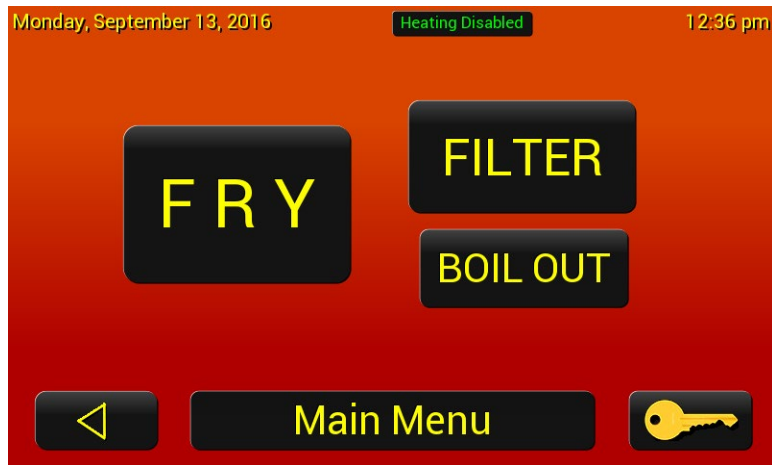 Monday, September 13, 2016
Heating Disabled
12:36 pm
F R Y
FILTER
BOIL OUT
Main Menu